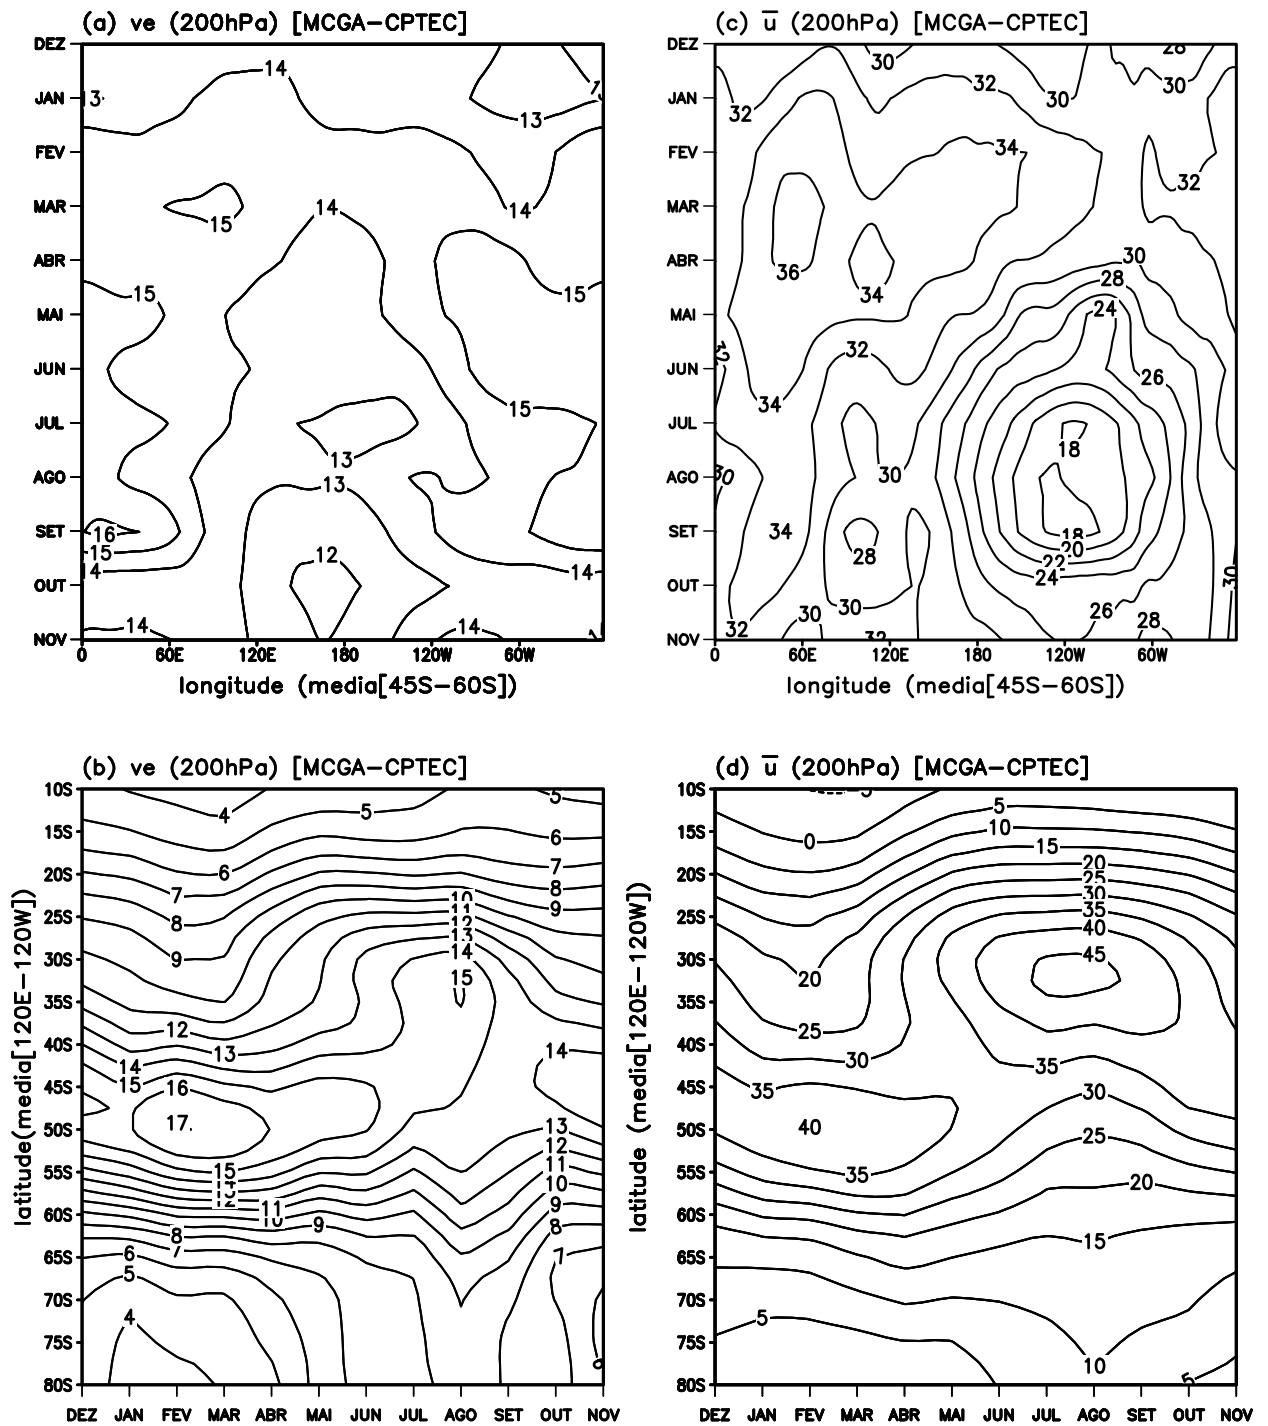 (a) ve (200hPa) [MCGA-CPTEC]
DEZ
JAN
FEV
MAR
ABR
MAI
JUN
JUL
AGO
SET
OUT
NOV
14
13
13
15
14
14
15
15
15
13
13
16
15
14
12
14
14
14
0 60E 120E 180 120W 60W
longitude (media[45S-60S])
(c) u (200hPa) [MCGA-CPTEC]
DEZ
JAN
FEV
MAR
ABR
MAI
JUN
JUL
AGO
SET
OUT
NOV
28
30
32
30
30
32
34
32
36
34
30
28
24
32
32
26
34
18
30
30
34
18
20
22
24
28
30
30
30
26
28
32
32
0 60E 120E 180 120W 60W
longitude (media[45S-60S])
(b) ve (200hPa) [MCGA-CPTEC]
latitude(media[120E-120W])
10S
15S
20S
25S
30S
35S
40S
45S
50S
55S
60S
65S
70S
75S
80S
5
4
5
6
6
7
7
8
8
9
9
10
11
12
13
14
15
12
13
14
14
15
16
17
13
12
11
10
9
8
7
15
14
13
12
11
10
9
8
7
6
5
4
DEZ JAN FEV MAR ABR MAI JUN JUL AGO SET OUT NOV
(d) u (200hPa) [MCGA-CPTEC]
latitude (media[120E-120W])
10S
15S
20S
25S
30S
35S
40S
45S
50S
55S
60S
65S
70S
75S
80S
-5
5
0
10
15
20
25
30
35
40
45
20
25
30
35
35
30
40
25
35
20
15
5
10
5
DEZ JAN FEV MAR ABR MAI JUN JUL AGO SET OUT NOV